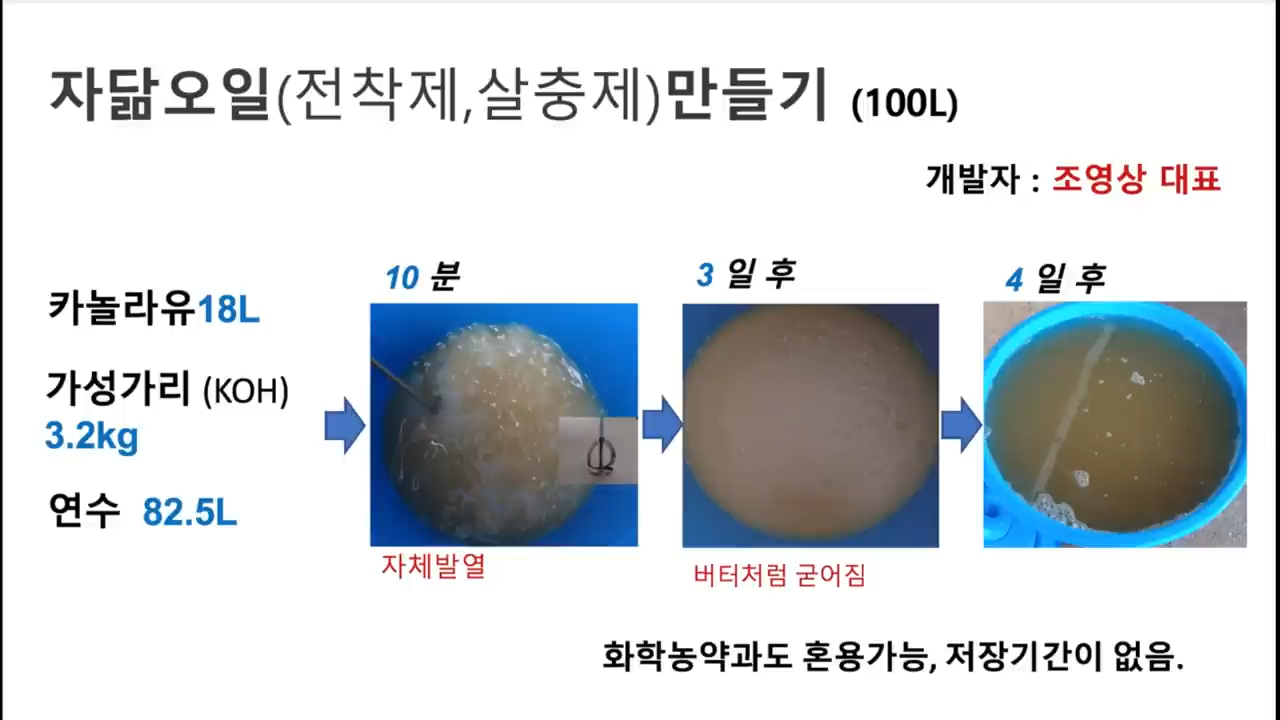 자닮오일(전착제,살충제)만들기 (100L)
개발자 : 조영상 대표
카놀라유18L
가성가리 (KOH)
3.2kg
연수 82.5L
10 분
3 일 후
4 일 후
자체발열
버터처럼 굳어짐
화학농약과도 혼용가능, 저장기간이 없음.